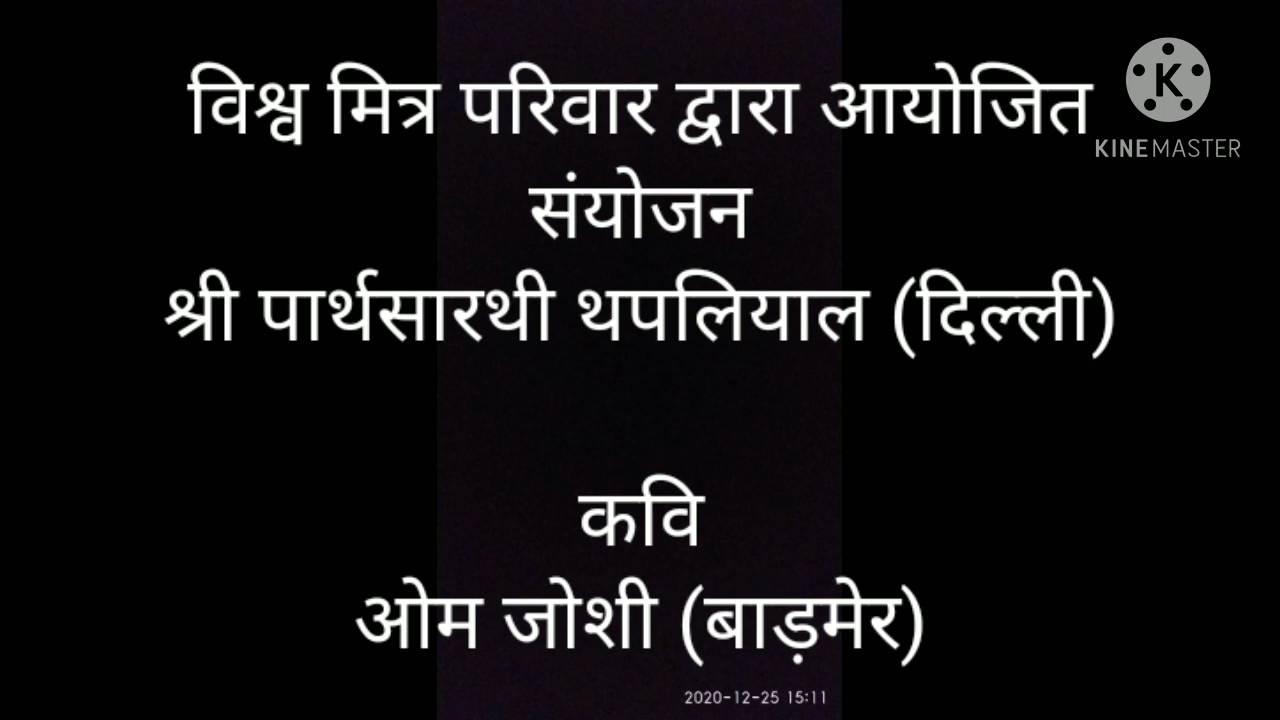 विश्व मित्र परिवार द्वारा आयोजित
संयोजन
श्री पार्थसारथी थपलियाल (दिल्ली)
कवि
ओम जोशी (बाड़मेर)
K
KINEMASTER
2020-12-25 15:11